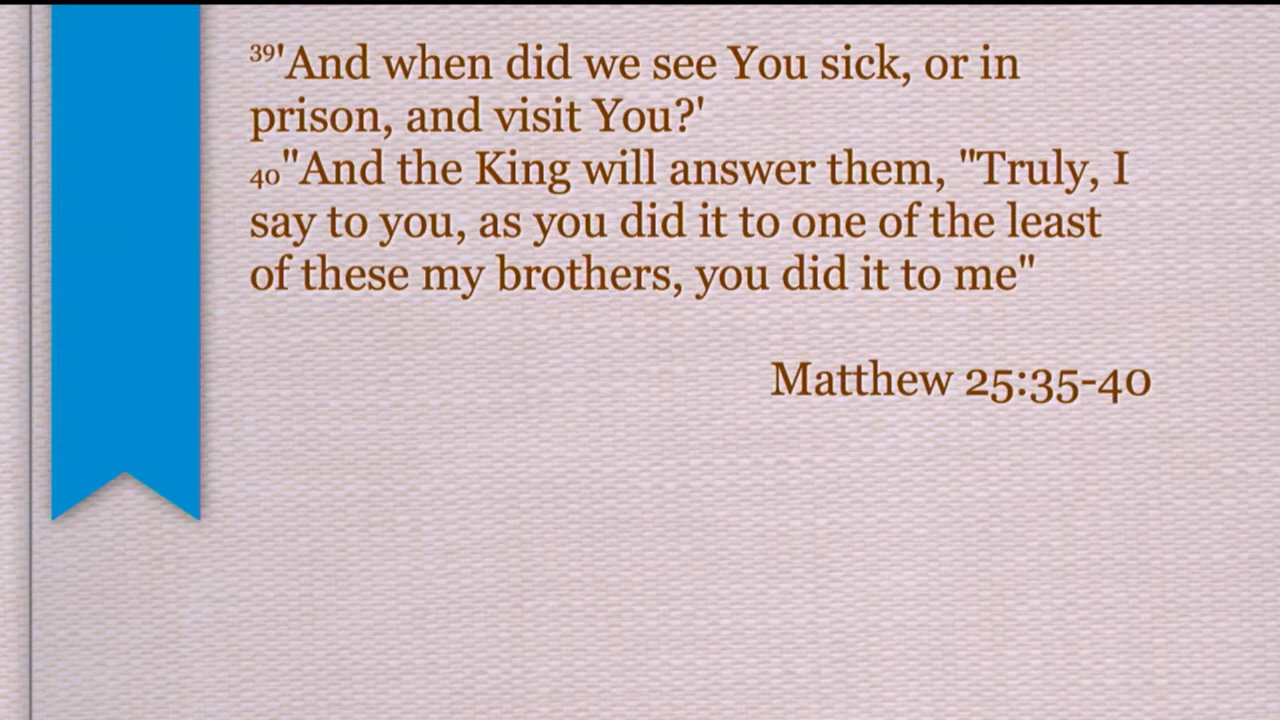 39'And when did we see You sick, or in
prison, and visit You?'
40"And the King will answer them, "Truly, I
say to you, as you did it to one of the least
of these my brothers, you did it to me"
Matthew 25:35-40